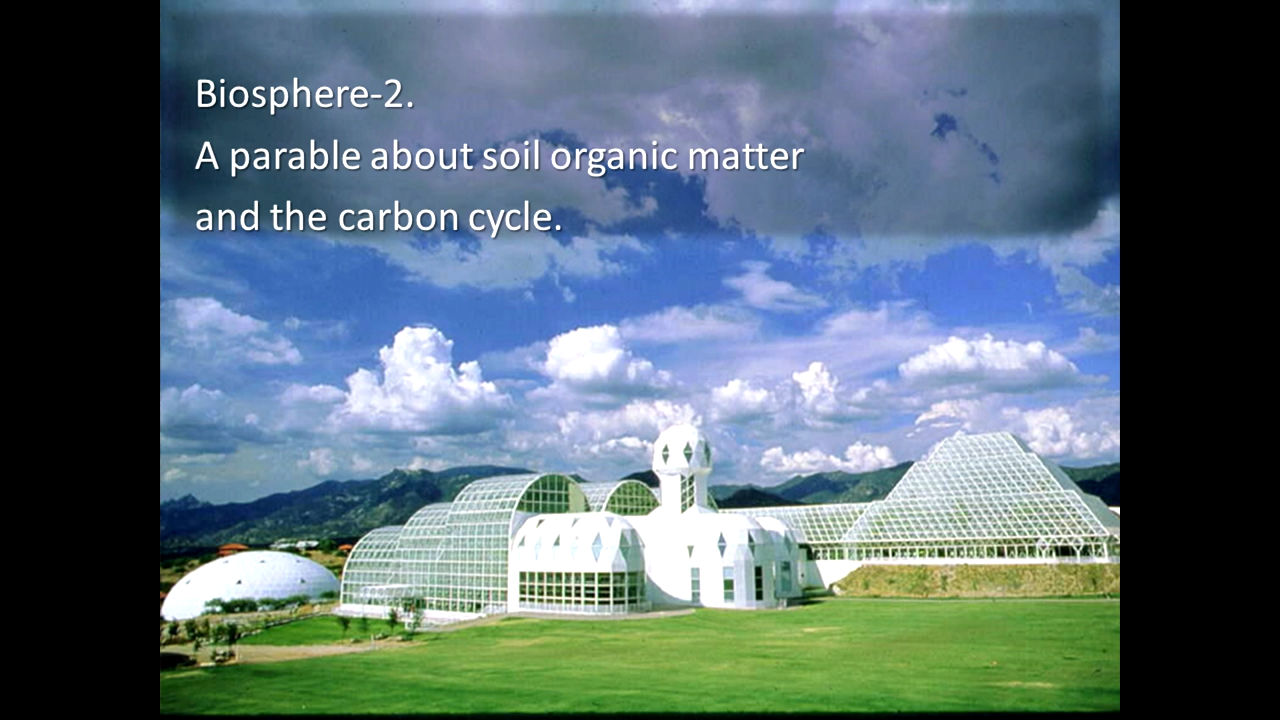 Biosphere-2.
A parable about soil organic matter
and the carbon cycle.